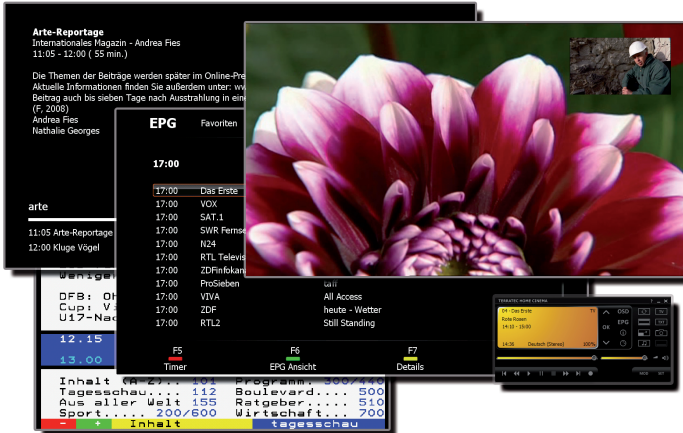 Arte-Reportage
Internationales Magazin - Andrea Fies
11:05 - 12:00 ( 55 min.)
Die Themen der Beiträge werden später im Online-Pre
Aktuelle Informationen finden Sie außerdem unter:
Beitrag auch bis sieben Tage nach Ausstrahlung in ein
(F, 2008)
Andrea Fies
Nathalie Georges
arte
11:05 Arte-Reportage
12:00 Kluge Vögel
EPG Favoriten
17:00
17:00 Das Erste
17:00 VOX
17:00 SAT.1
17:00 SWR Fernse
17:00 N24
17:00 RTL Televis
17:00 ZDFinfokan
17:00 ProSieben taff
17:00 VIVA All Access
17:00 ZDF heute - Wetter
17:00 RTL2 Still Standing
F5 F6 F7
Timer EPG Ansicht Details
Wenige
DFB: Oh
Cup: V
U17-Na
12.15
13.00
Inhalt (A-Z).. 101 Programm. 300/440
Tagesschau.... 112 Boulevard.... 500
Aus aller Welt 155 Ratgeber..... 510
Sport..... 200/600 Wirtschaft... 700
- + Inhalt tagesschau
TERRATEC HOME CINEMA
04 - Das Erste TV
Rote Rosen
14:10 - 15:00
14:36 Deutsch (Stereo) 100%
OSD
EPG
OK